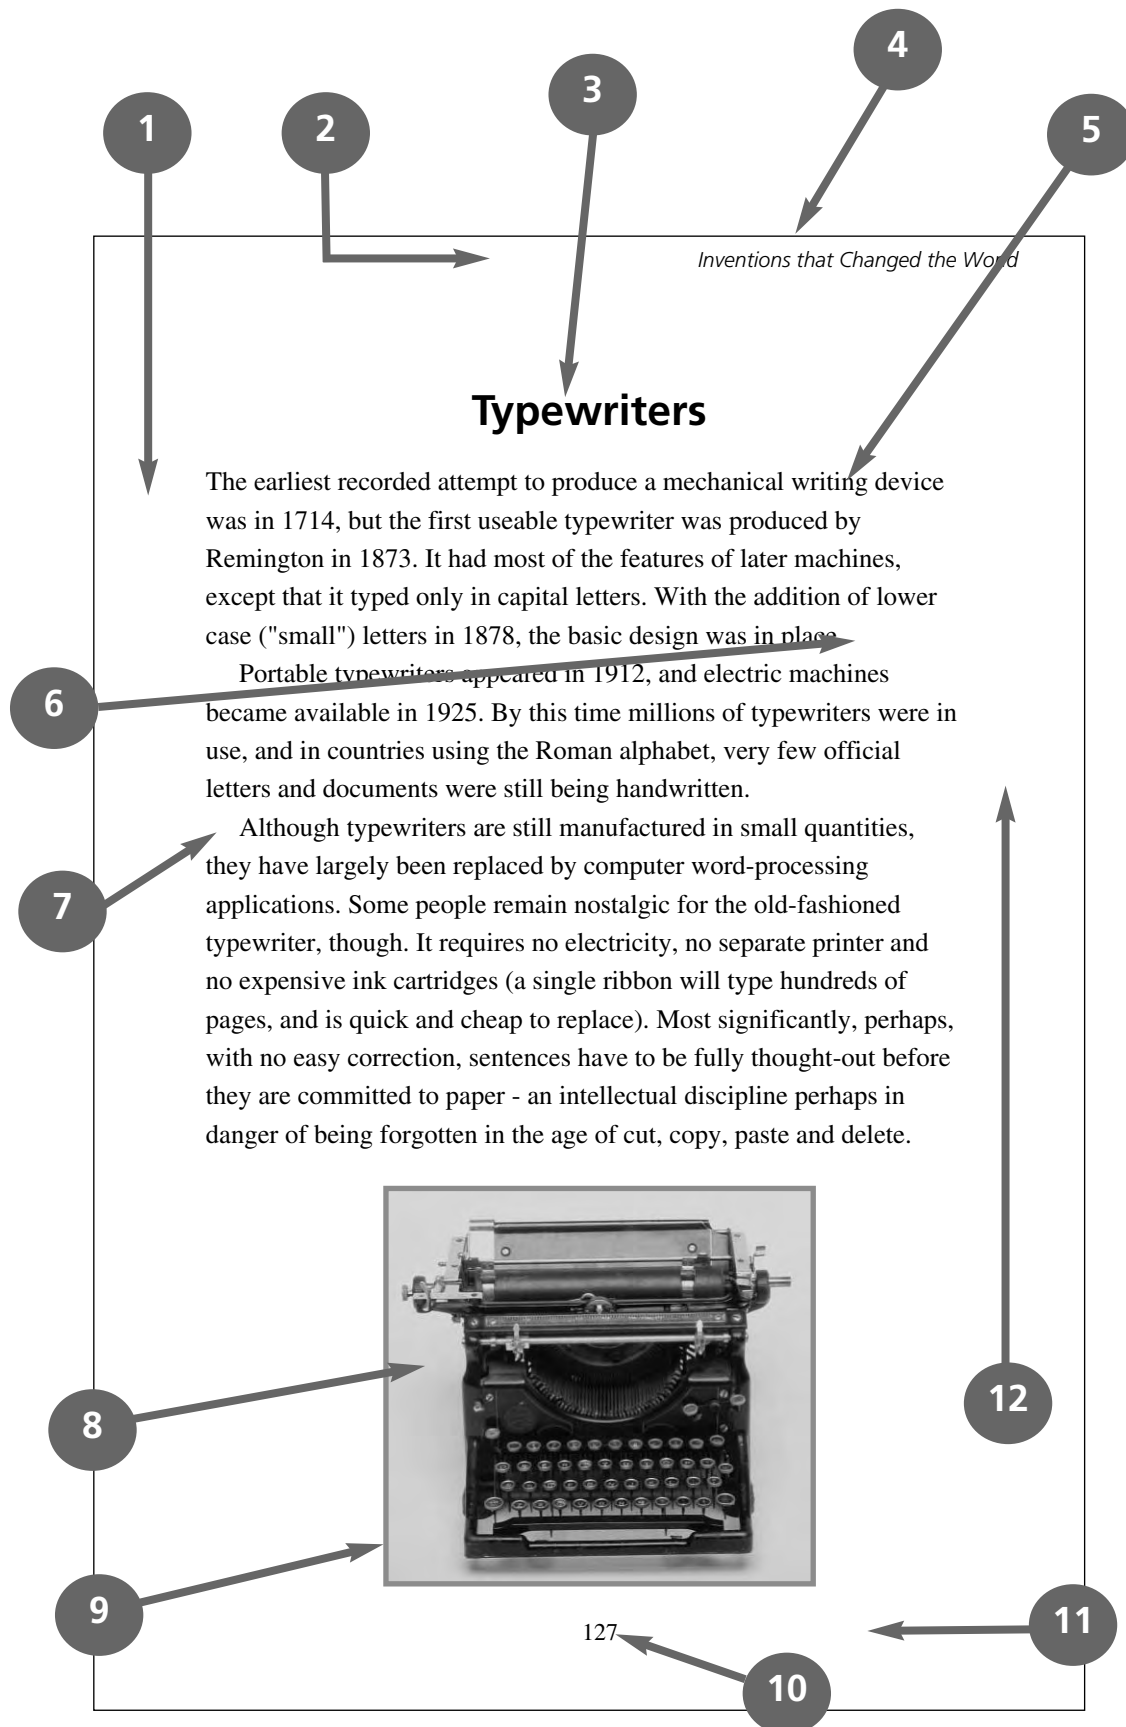 4
3
1
2
5
Inventions that Changed the World
Typewriters
The earliest recorded attempt to produce a mechanical writing device
was in 1714, but the first useable typewriter was produced by
Remington in 1873. It had most of the features of later machines,
except that it typed only in capital letters. With the addition of lower
case ("small") letters in 1878, the basic design was in place.
Portable typewriters appeared in 1912, and electric machines
6
became available in 1925. By this time millions of typewriters were in
use, and in countries using the Roman alphabet, very few official
letters and documents were still being handwritten.
Although typewriters are still manufactured in small quantities,
they have largely been replaced by computer word-processing
7
applications. Some people remain nostalgic for the old-fashioned
typewriter, though. It requires no electricity, no separate printer and
no expensive ink cartridges (a single ribbon will type hundreds of
pages, and is quick and cheap to replace). Most significantly, perhaps,
with no easy correction, sentences have to be fully thought-out before
they are committed to paper - an intellectual discipline perhaps in
danger of being forgotten in the age of cut, copy, paste and delete.
12
8
9
127
11
10